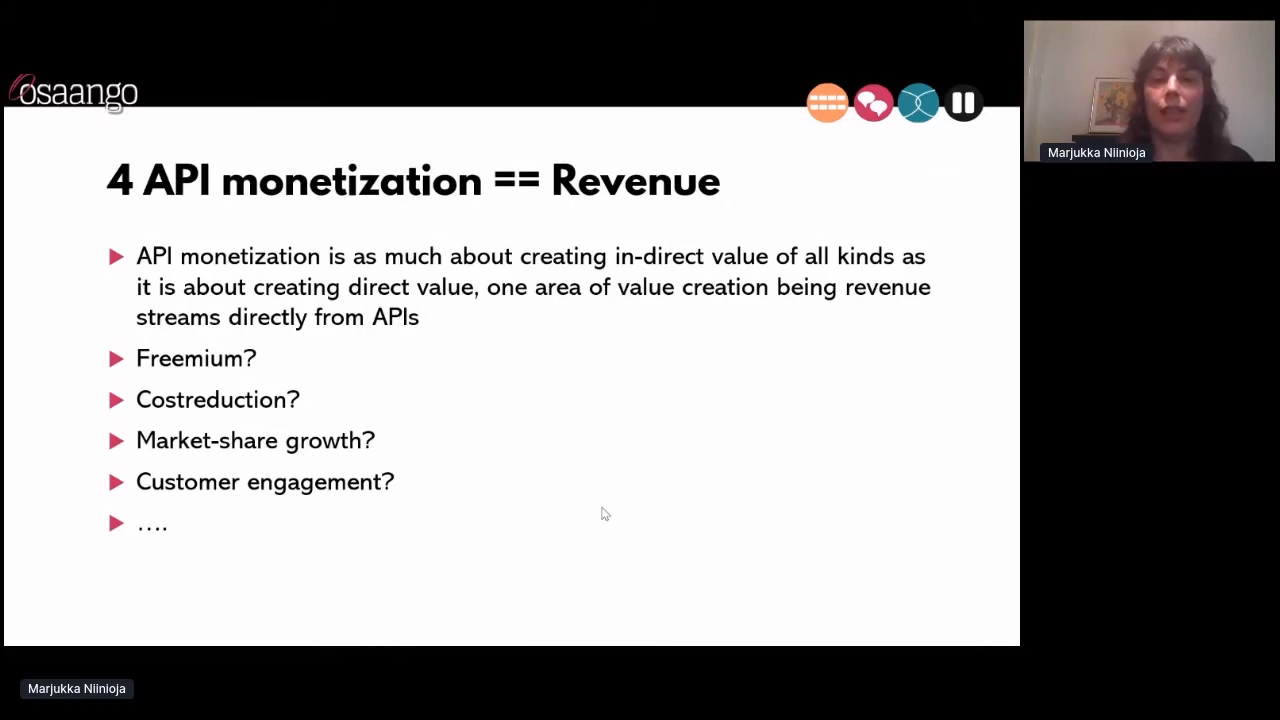 osaango
Marjukka Niinioja
4 API monetization == Revenue
API monetization is as much about creating in-direct value of all kinds as
it is about creating direct value, one area of value creation being revenue
streams directly from APIs
Freemium?
Costreduction?
Market-share growth?
Customer engagement?
....
Marjukka Niinioja